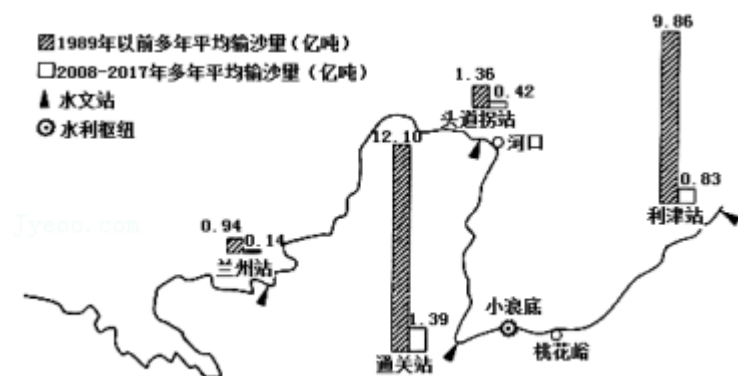 1989年以前多年平均输沙量(亿吨)
2008-2017年多年平均输沙量(亿吨)
水文站
水利枢纽
9.86
0.83
利津站
1.36
0.42
头道拐站
河口
12.10
1.39
通关站
0.94
0.14
兰州站
小浪底
桃花峪
Jyeoo.com